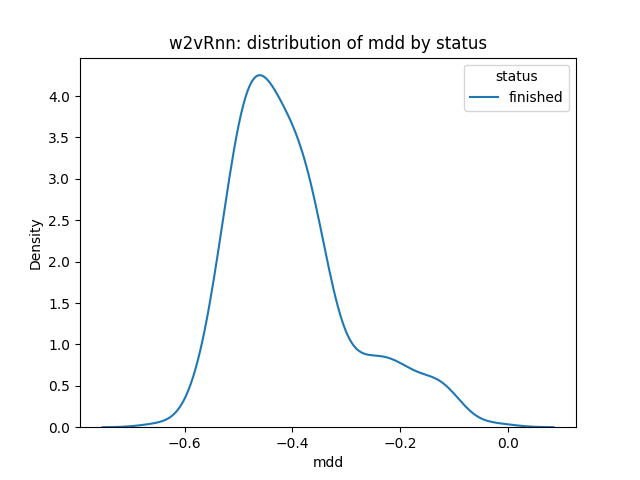 w2vRnn: distribution of mdd by status
status
finished
4.0
3.5
3.0
2.5
2.0
1.5
1.0
0.5
0.0
Density
−0.6 −0.4 −0.2 0.0
mdd